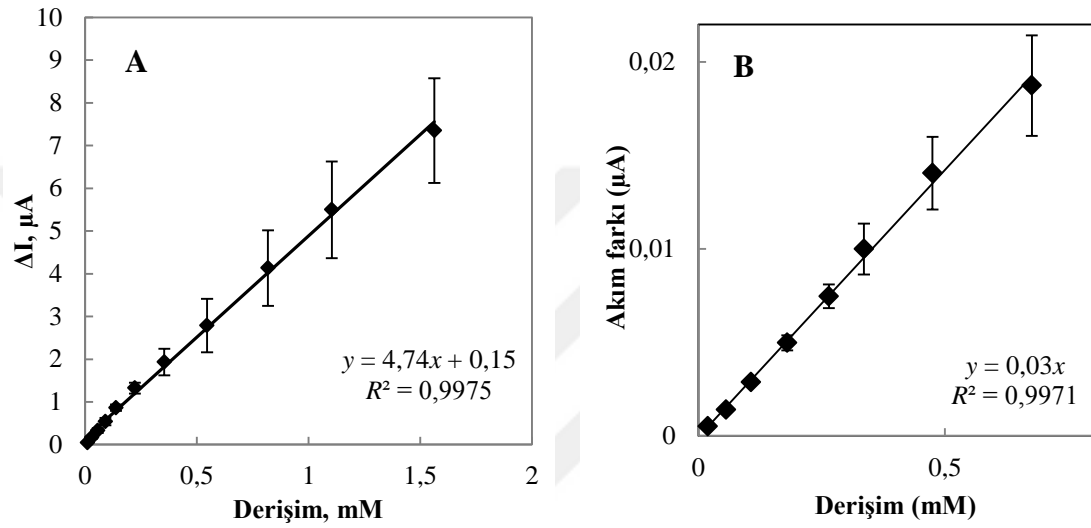 A
ΔI, µA
10
9
8
7
6
5
4
3
2
1
0
y = 4,74x + 0,15
R² = 0,9975
0 0,5 1 1,5 2
Derişim, mM
B
Akım farkı (µA)
0,02
0,01
0
y = 0,03x
R² = 0,9971
0 0,5
Derişim (mM)